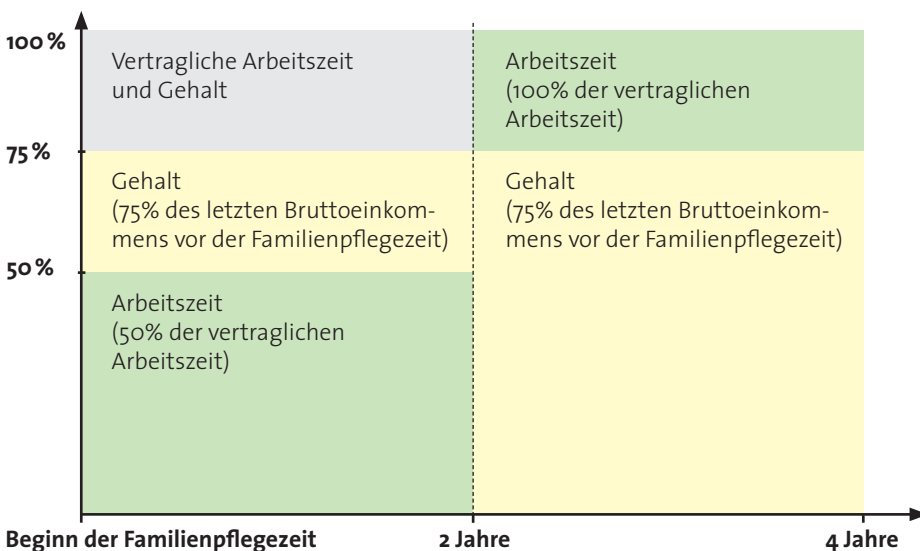 100 %
Vertragliche Arbeitszeit
und Gehalt
Arbeitszeit
(100% der vertraglichen
Arbeitszeit)
75 %
Gehalt
(75% des letzten Bruttoeinkom-
mens vor der Familienpflegezeit)
Gehalt
(75% des letzten Bruttoeinkom-
mens vor der Familienpflegezeit)
50 %
Arbeitszeit
(50% der vertraglichen
Arbeitszeit)
Beginn der Familienpflegezeit
2 Jahre
4 Jahre